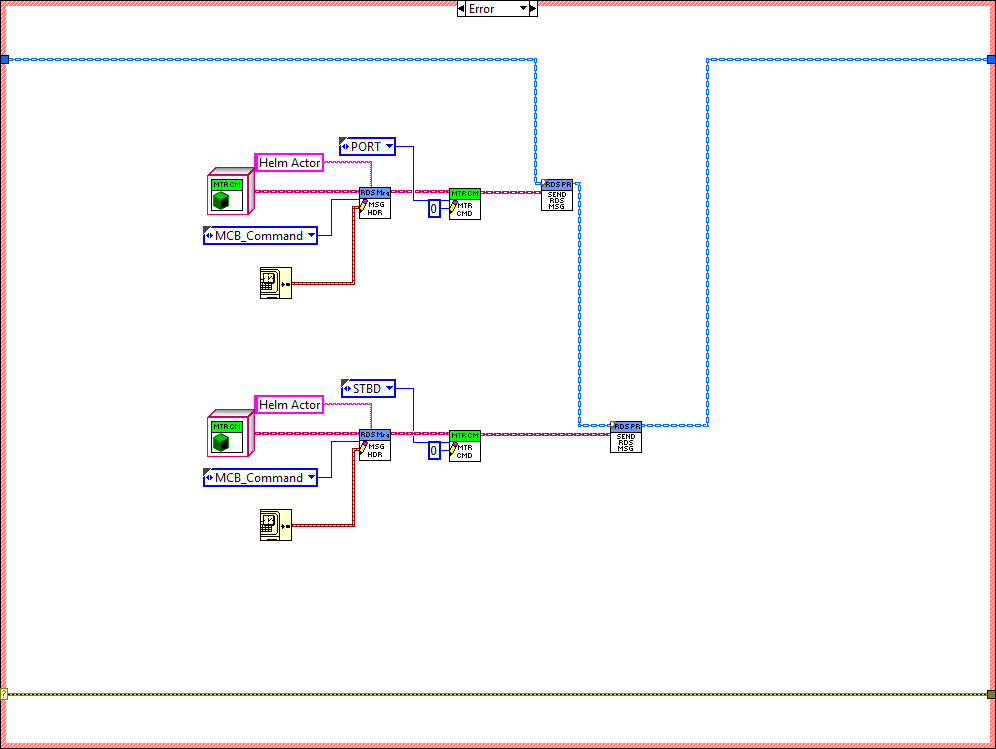 Error
PORT
Helm Actor
MTR CM
RDS Mrq
MSG
HDR
MTR CM
MTR
CMD
0
RDS PR
SEND
RDS
MSG
MCB_Command
STBD
Helm Actor
MTR CM
RDS Mrq
MSG
HDR
MTR CM
MTR
CMD
0
RDS PR
SEND
RDS
MSG
MCB_Command
?